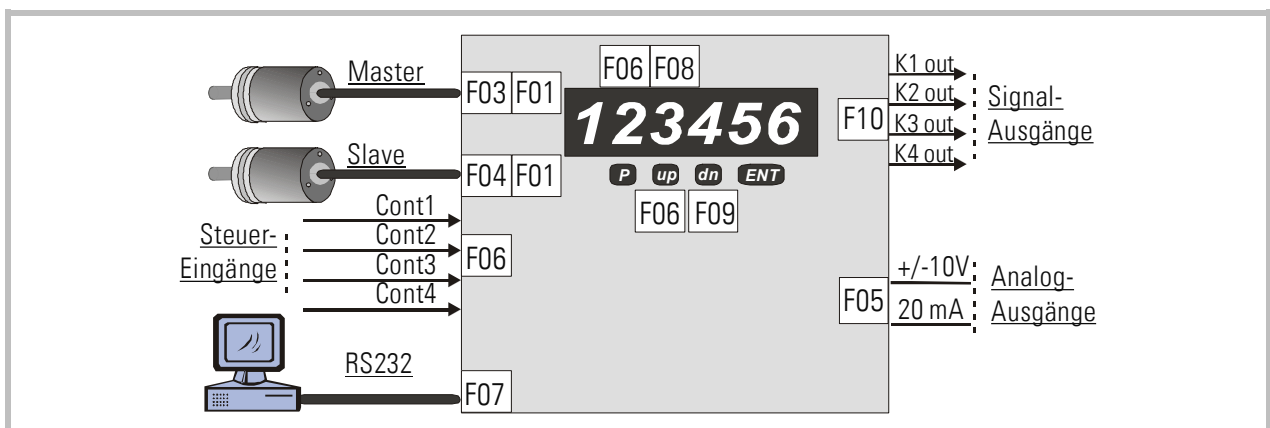 Master
F03 F01
F06 F08
123456
P up dn ENT
F06 F09
Slave
F04 F01
Steuer-
Eingänge
Cont1
Cont2
Cont3
Cont4
F06
RS232
F07
F10
K1 out
K2 out
K3 out
K4 out
Signal-
Ausgänge
F05
+/-10V
20 mA
Analog-
Ausgänge